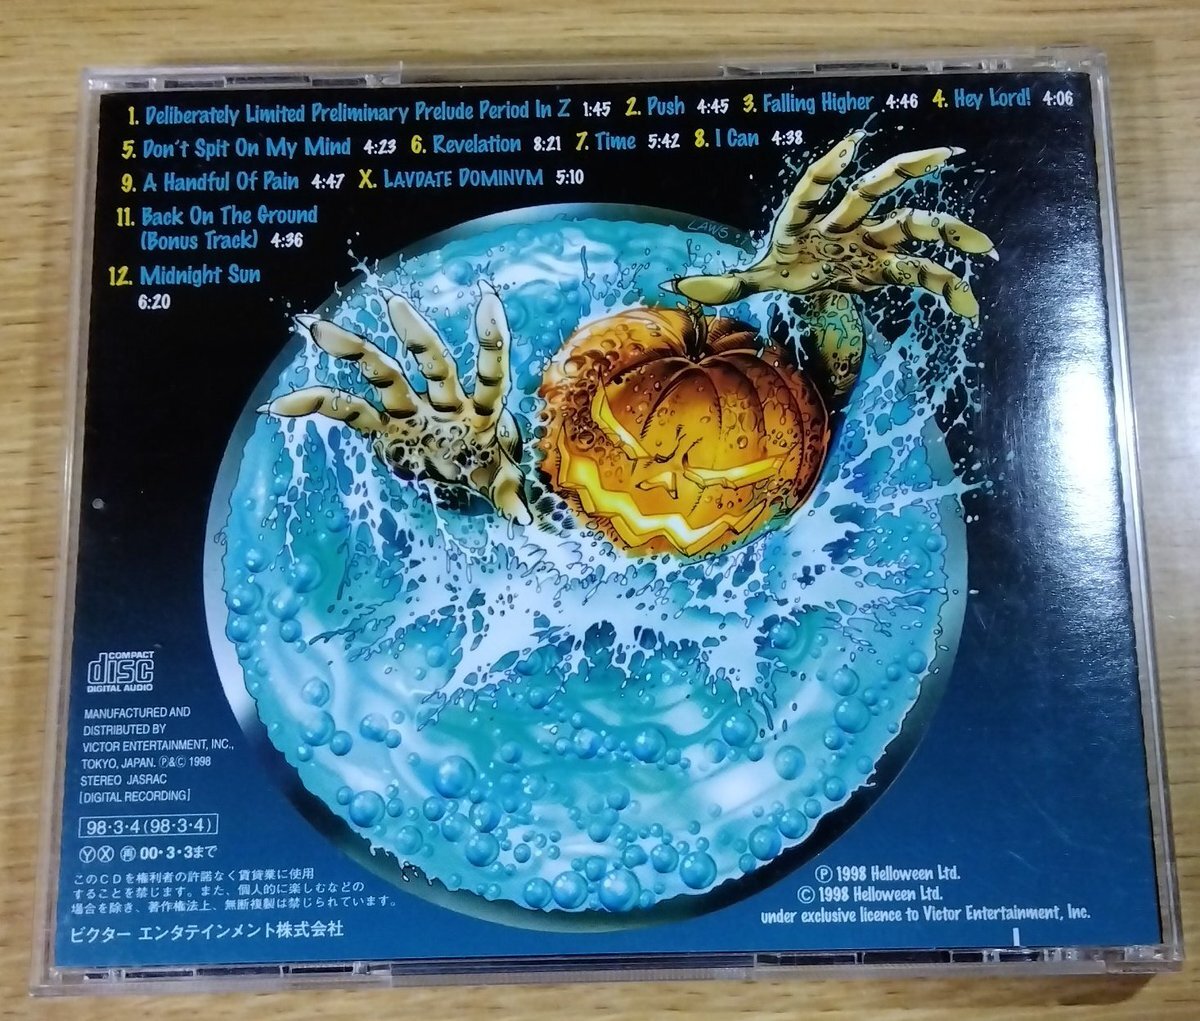 1. Deliberately Limited Preliminary Prelude Period In Z 1:45 2. Push 4:45 3. Falling Higher 4:46 4. Hey Lord! 4:06
5. Don't Spit On My Mind 4:23 6. Revelation 8:21 7. Time 5:42 8. I Can 4:38
9. A Handful Of Pain 4:47 X. LAVDATE DOMINVM 5:10
11. Back On The Ground
(Bonus Track) 4:36
12. Midnight Sun
6:20
LAWS
COMPACT
disc
DIGITAL AUDIO
MANUFACTURED AND
DISTRIBUTED BY
VICTOR ENTERTAINMENT, INC.,
TOKYO, JAPAN. Ⓟ&© 1998
STEREO JASRAC
[DIGITAL RECORDING]
98・3・4 (98・3・4)
Ⓨ Ⓧ ㊢ 00・3・3まで
このCDを権利者の許諾なく賃貸業に使用
することを禁じます。また、個人的に楽しむなどの
場合を除き、著作権法上、無断複製は禁じられています。
ビクター エンタテインメント株式会社
Ⓟ 1998 Helloween Ltd.
© 1998 Helloween Ltd.
under exclusive licence to Victor Entertainment, Inc.